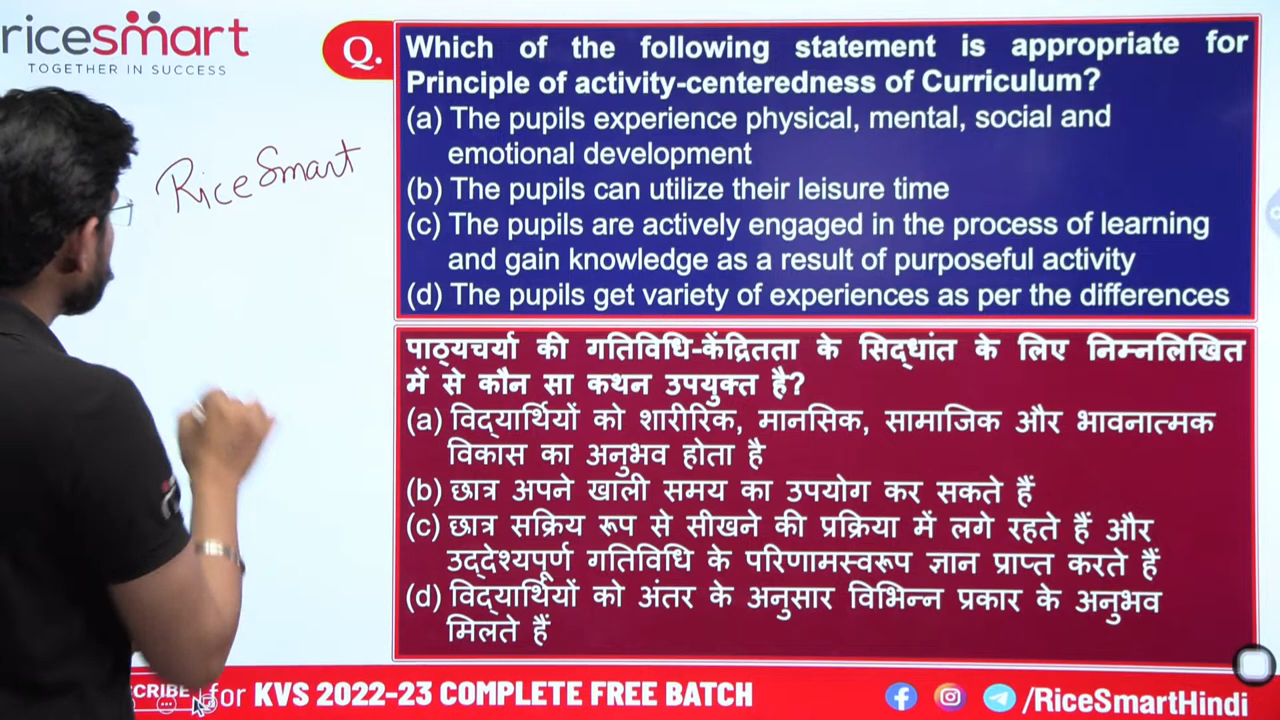 ricesmart
TOGETHER IN SUCCESS
Rice Smart
Q.
Which of the following statement is appropriate for
Principle of activity-centeredness of Curriculum?
(a) The pupils experience physical, mental, social and
emotional development
(b) The pupils can utilize their leisure time
(c) The pupils are actively engaged in the process of learning
and gain knowledge as a result of purposeful activity
(d) The pupils get variety of experiences as per the differences
पाठ्यचर्या की गतिविधि-केंद्रितता के सिद्धांत के लिए निम्नलिखित
में से कौन सा कथन उपयुक्त है?
(a) विद्यार्थियों को शारीरिक, मानसिक, सामाजिक और भावनात्मक
विकास का अनुभव होता है
(b) छात्र अपने खाली समय का उपयोग कर सकते हैं
(c) छात्र सक्रिय रूप से सीखने की प्रक्रिया में लगे रहते हैं और
उद्देश्यपूर्ण गतिविधि के परिणामस्वरूप ज्ञान प्राप्त करते हैं
(d) विद्यार्थियों को अंतर के अनुसार विभिन्न प्रकार के अनुभव
मिलते हैं
CRIBE for KVS 2022-23 COMPLETE FREE BATCH
/RiceSmartHindi